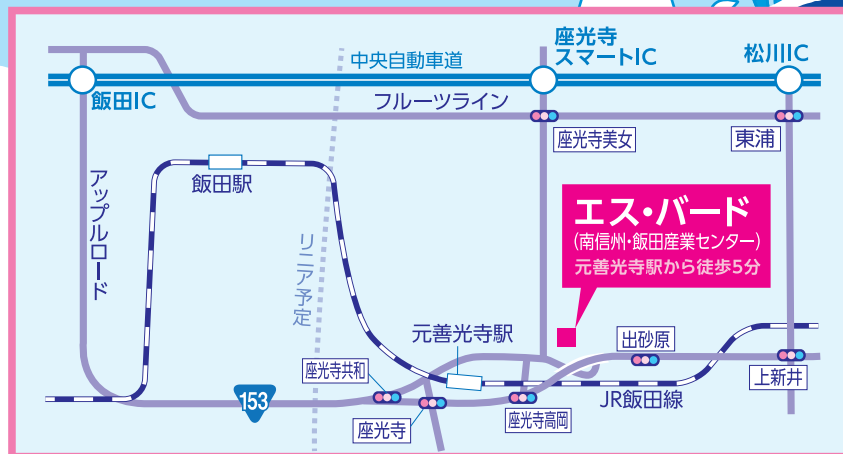 座光寺
スマートIC
松川IC
中央自動車道
飯田IC
フルーツライン
座光寺美女
東浦
アップルロード
飯田駅
リニア予定
エス・バード
(南信州・飯田産業センター)
元善光寺駅から徒歩5分
元善光寺駅
出砂原
座光寺共和
上新井
153
JR飯田線
座光寺
座光寺高岡